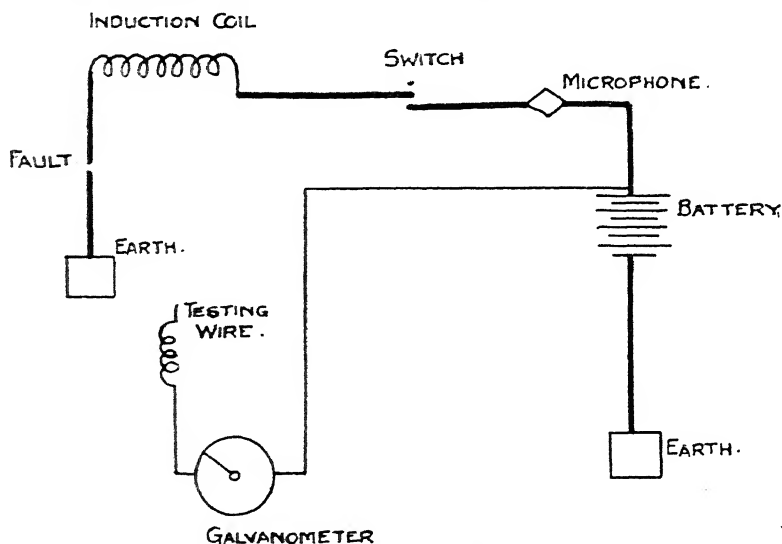 INDUCTION COIL
SWITCH
MICROPHONE.
FAULT
BATTERY,
EARTH.
TESTING
WIRE.
EARTH.
GALVANOMETER